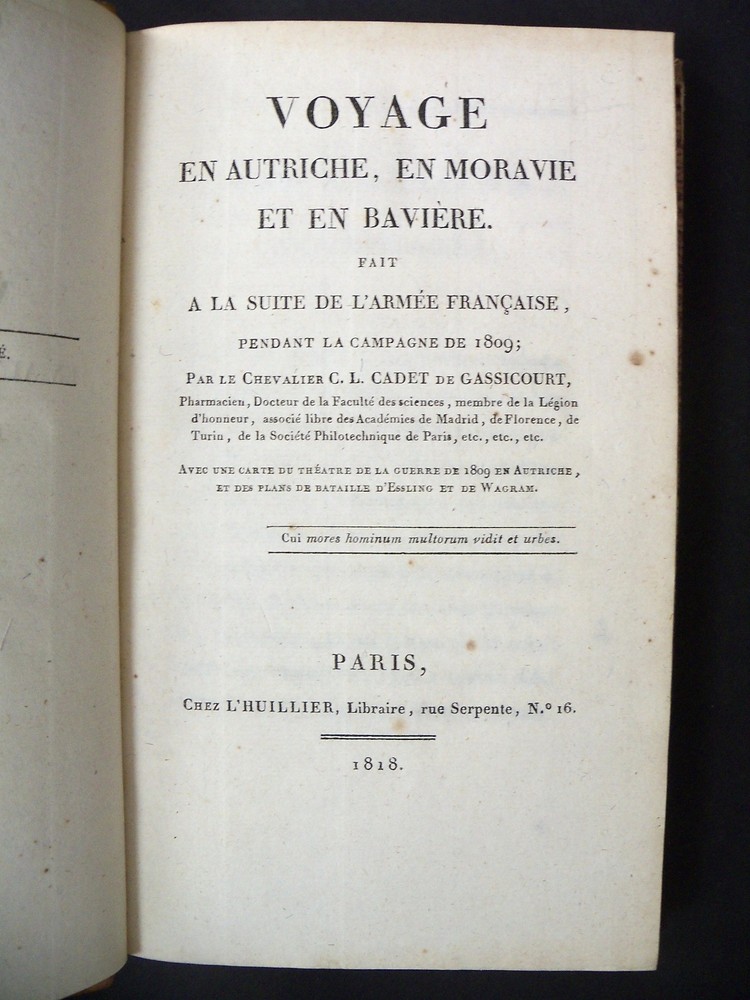 É.
VOYAGE
EN AUTRICHE, EN MORAVIE
ET EN BAVIÈRE.
FAIT
A LA SUITE DE L'ARMÉE FRANÇAISE,
PENDANT LA CAMPAGNE DE 1809;
PAR LE CHEVALIER C. L. CADET DE GASSICOURT,
Pharmacien, Docteur de la Faculté des sciences, membre de la Légion
d'honneur, associé libre des Académies de Madrid, de Florence, de
Turin, de la Société Philotechnique de Paris, etc., etc., etc.
AVEC UNE CARTE DU THÉATRE DE LA GUERRE DE 1809 EN AUTRICHE,
ET DES PLANS DE BATAILLE D'ESSLING ET DE WAGRAM.
Cui mores hominum multorum vidit et urbes.
PARIS,
CHEZ L'HUILLIER, Libraire, rue Serpente, N.º 16.
1818.